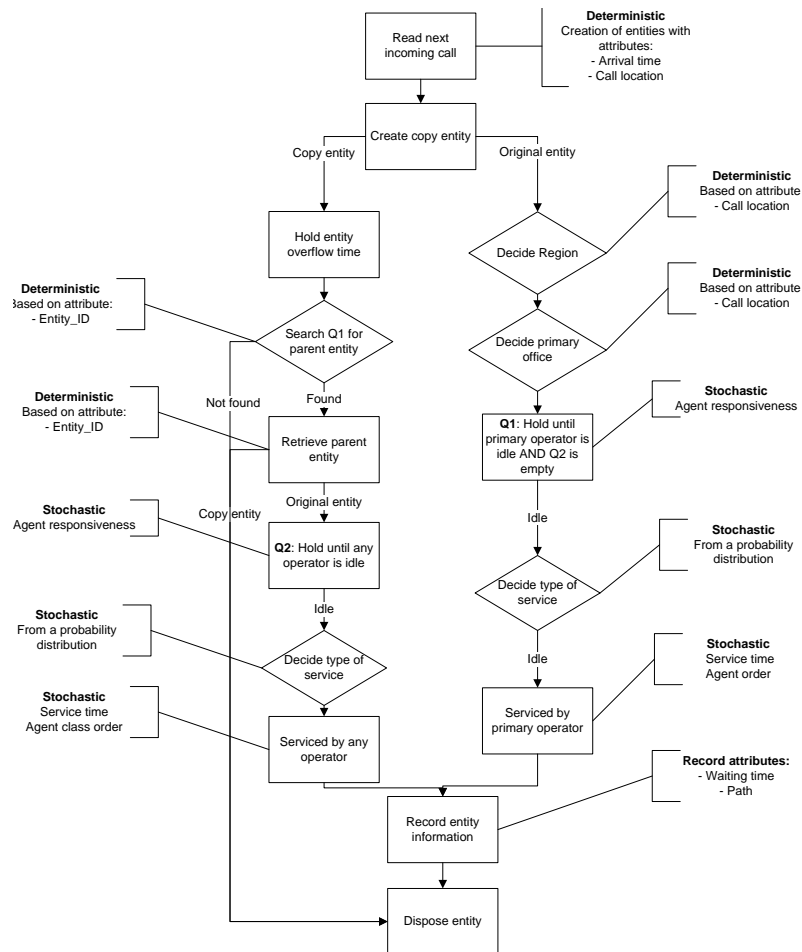 Read next
incoming call
Deterministic
Creation of entities with
attributes:
- Arrival time
- Call location
Create copy entity
Copy entity
Original entity
Deterministic
Based on attribute
- Call location
Hold entity
overflow time
Decide Region
Deterministic
Based on attribute:
- Entity_ID
Deterministic
Based on attribute
- Call location
Search Q1 for
parent entity
Decide primary
office
Not found
Found
Deterministic
Based on attribute:
- Entity_ID
Stochastic
Agent responsiveness
Retrieve parent
entity
Q1: Hold until
primary operator is
idle AND Q2 is
empty
Copy entity
Original entity
Stochastic
Agent responsiveness
Idle
Stochastic
From a probability
distribution
Q2: Hold until any
operator is idle
Decide type of
service
Idle
Stochastic
From a probability
distribution
Decide type of
service
Idle
Stochastic
Service time
Agent order
Stochastic
Service time
Agent class order
Serviced by any
operator
Serviced by
primary operator
Record attributes:
- Waiting time
- Path
Record entity
information
Dispose entity